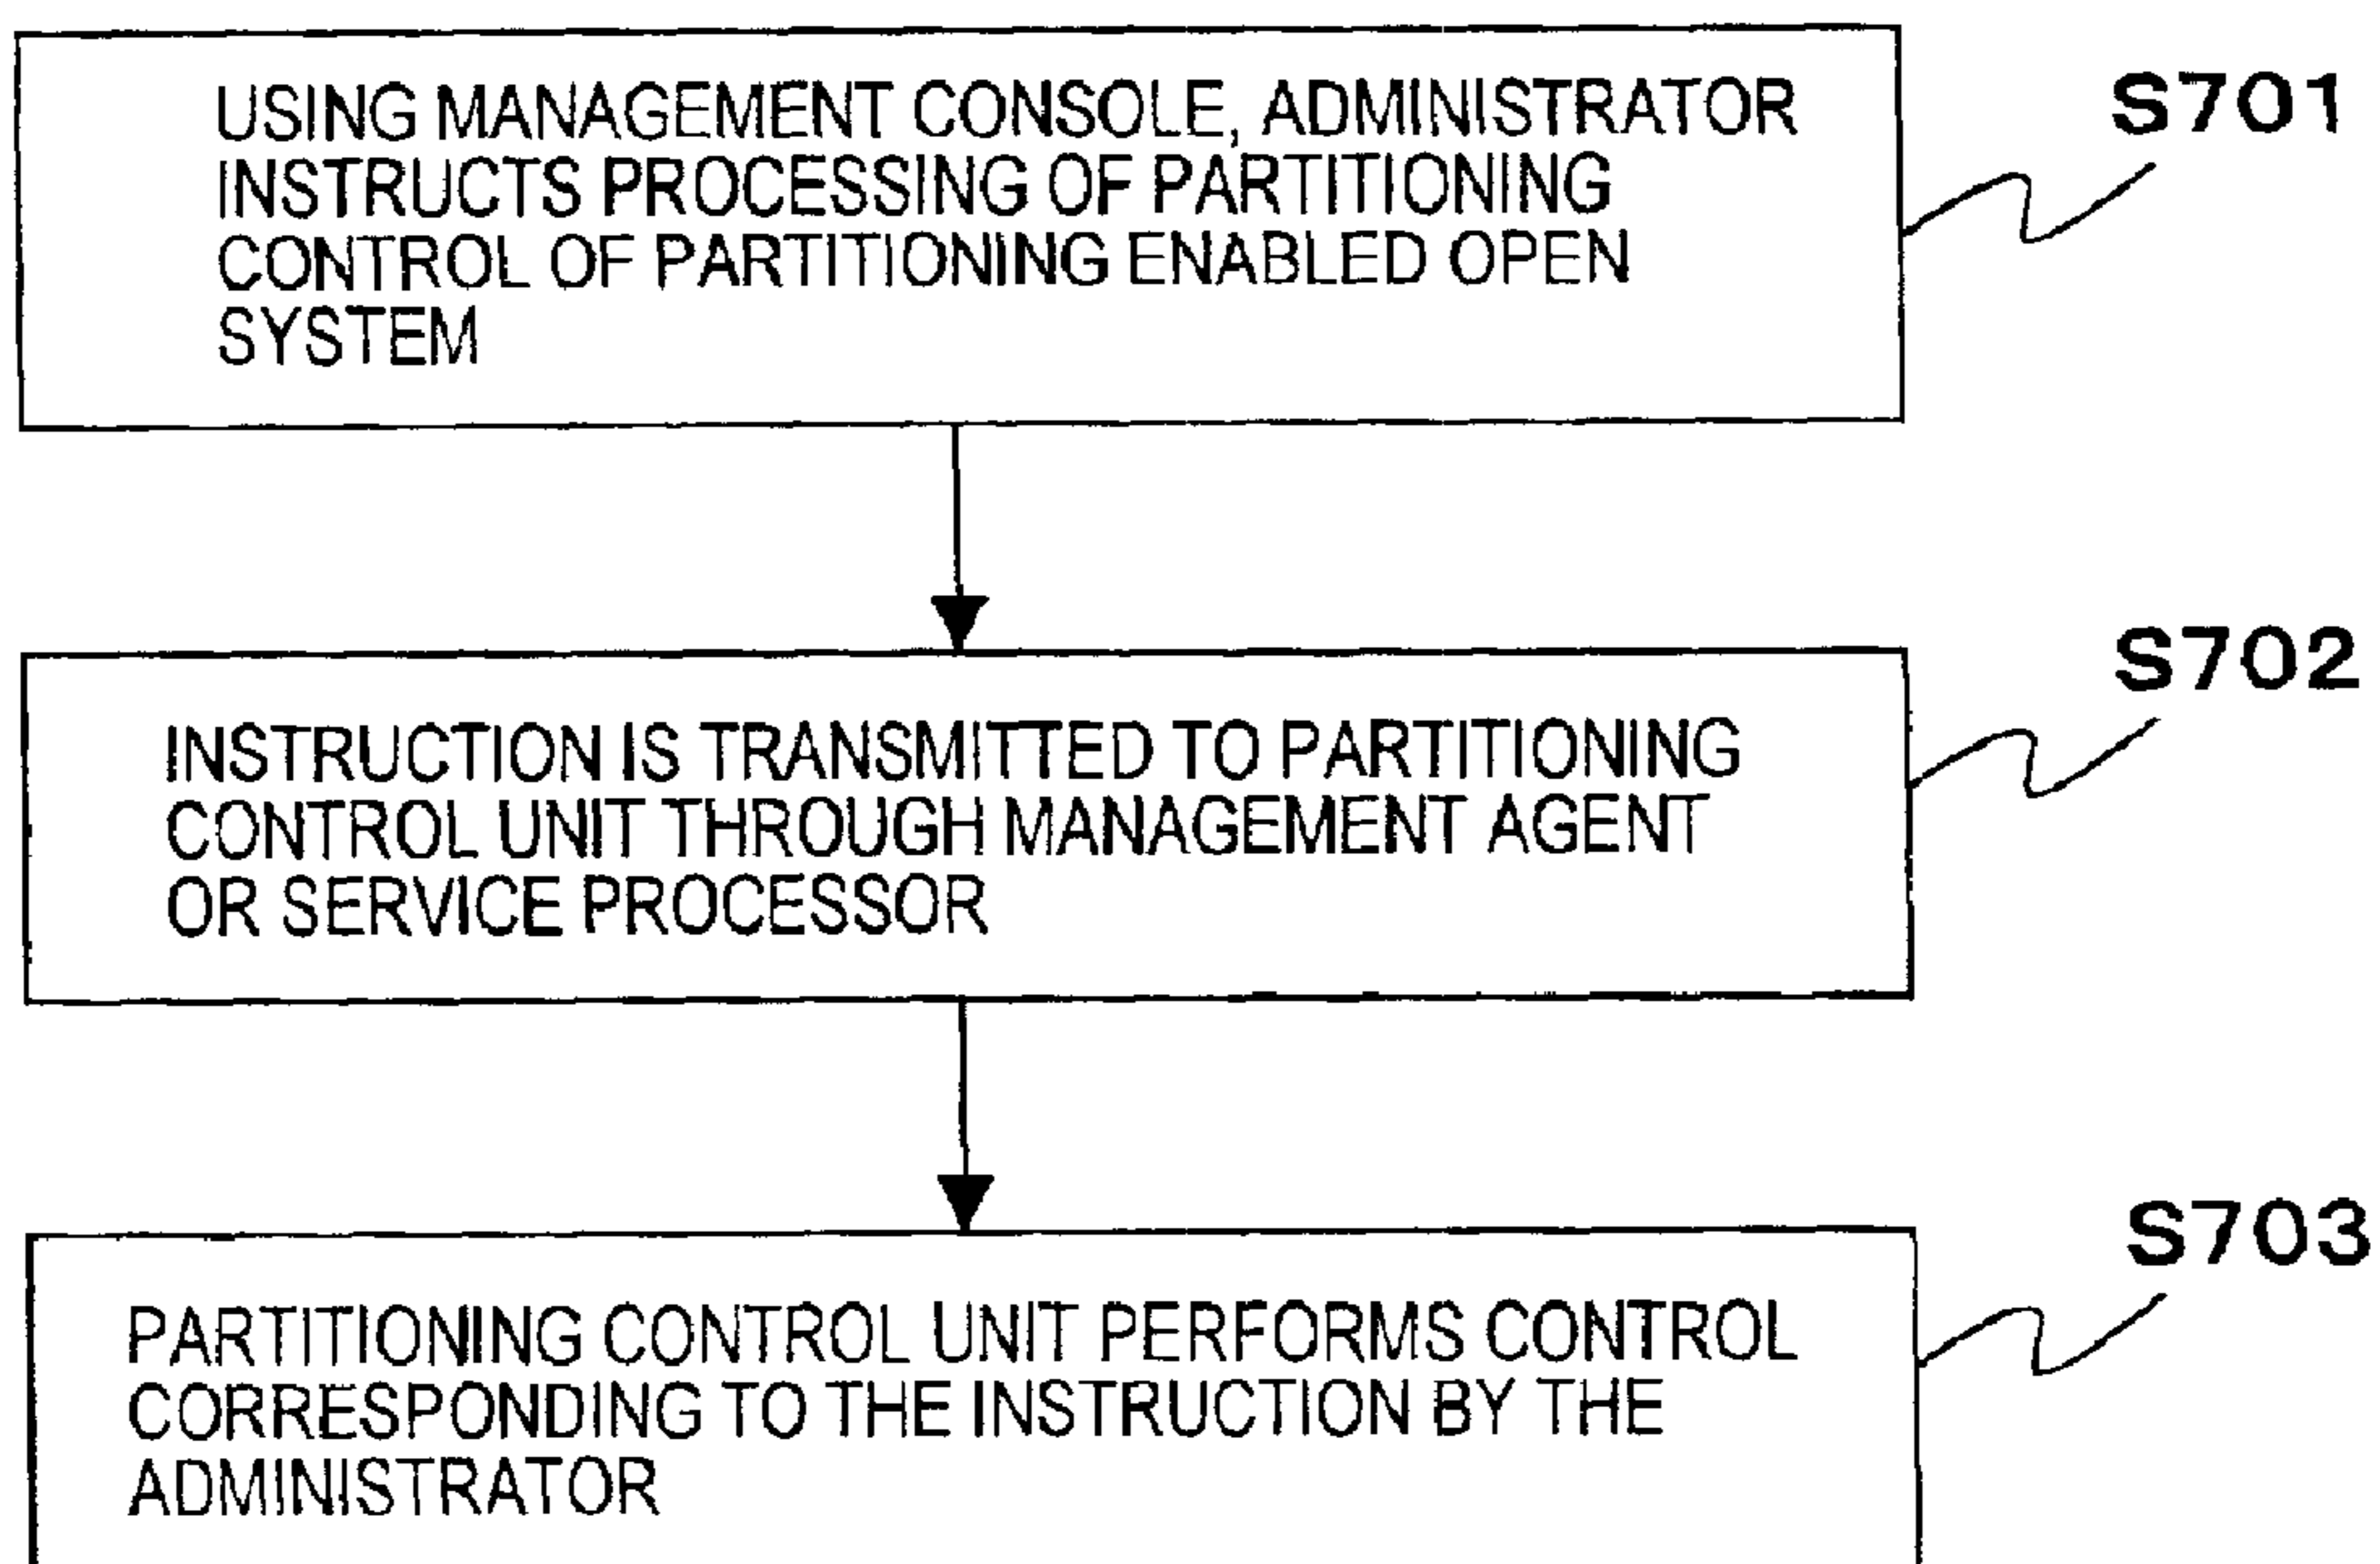 USING MANAGEMENT CONSOLE, ADMINISTRATOR
INSTRUCTS PROCESSING OF PARTITIONING
CONTROL OF PARTITIONING ENABLED OPEN
SYSTEM
S701
INSTRUCTION IS TRANSMITTED TO PARTITIONING
CONTROL UNIT THROUGH MANAGEMENT AGENT
OR SERVICE PROCESSOR
S702
PARTITIONING CONTROL UNIT PERFORMS CONTROL
CORRESPONDING TO THE INSTRUCTION BY THE
ADMINISTRATOR
S703